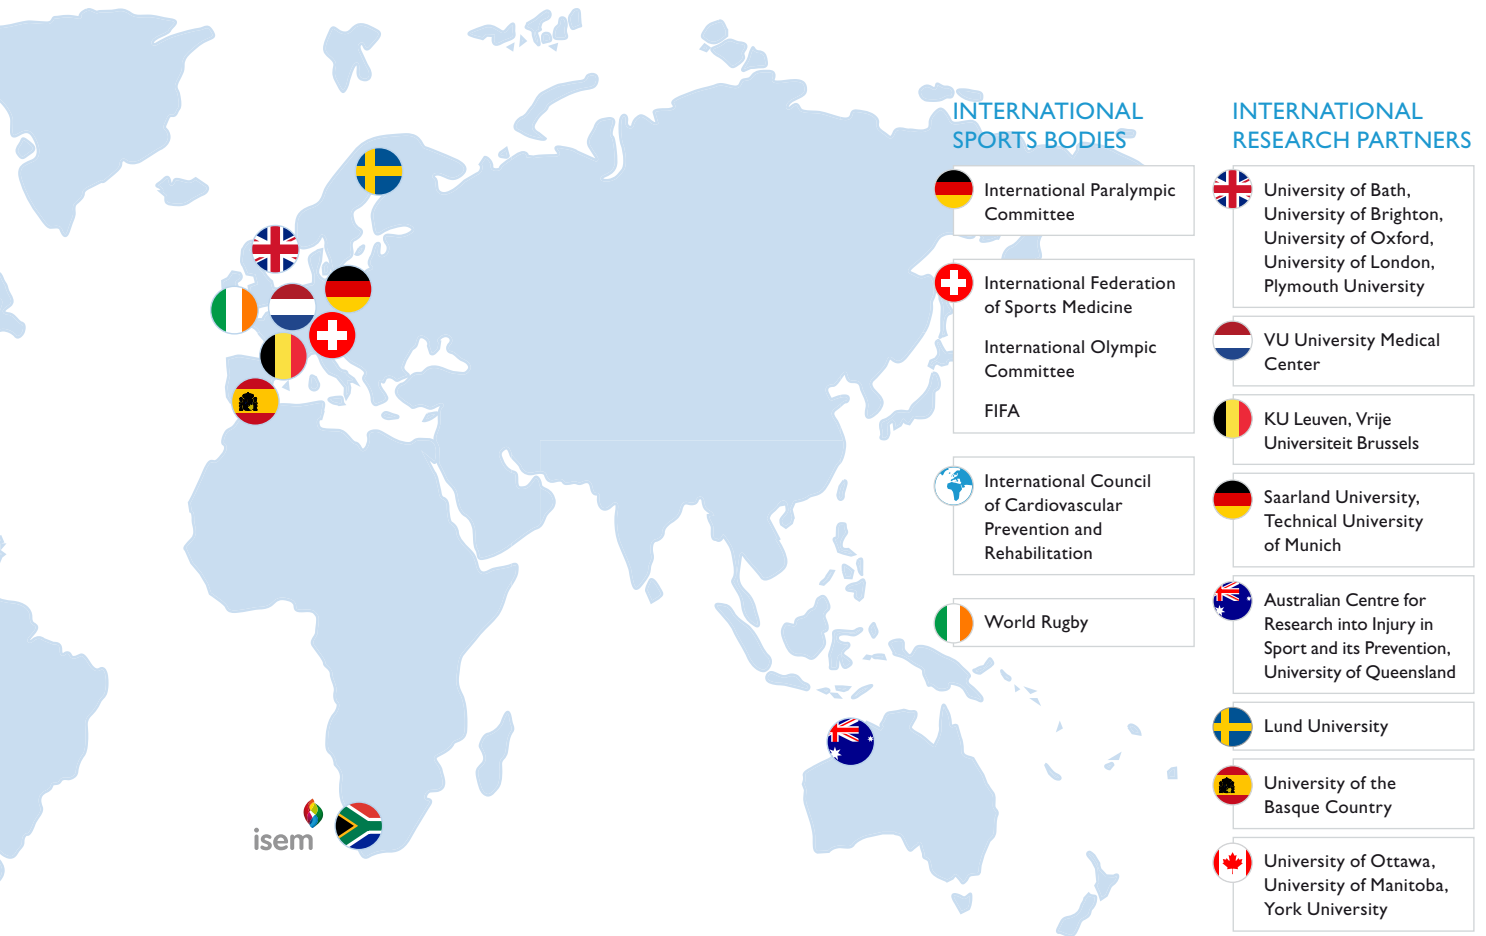 INTERNATIONAL
SPORTS BODIES
International Paralympic
Committee
International Federation
of Sports Medicine
International Olympic
Committee
FIFA
International Council
of Cardiovascular
Prevention and
Rehabilitation
World Rugby
INTERNATIONAL
RESEARCH PARTNERS
University of Bath,
University of Brighton,
University of Oxford,
University of London,
Plymouth University
VU University Medical
Center
KU Leuven, Vrije
Universiteit Brussels
Saarland University,
Technical University
of Munich
Australian Centre for
Research into Injury in
Sport and its Prevention,
University of Queensland
Lund University
University of the
Basque Country
University of Ottawa,
University of Manitoba,
York University
isem